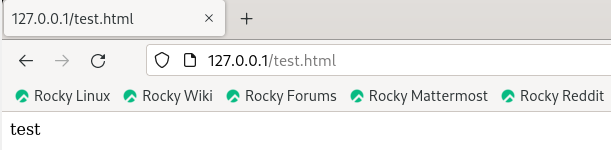 127.0.0.1/test.html
127.0.0.1/test.html
Rocky Linux Rocky Wiki Rocky Forums Rocky Mattermost Rocky Reddit
test